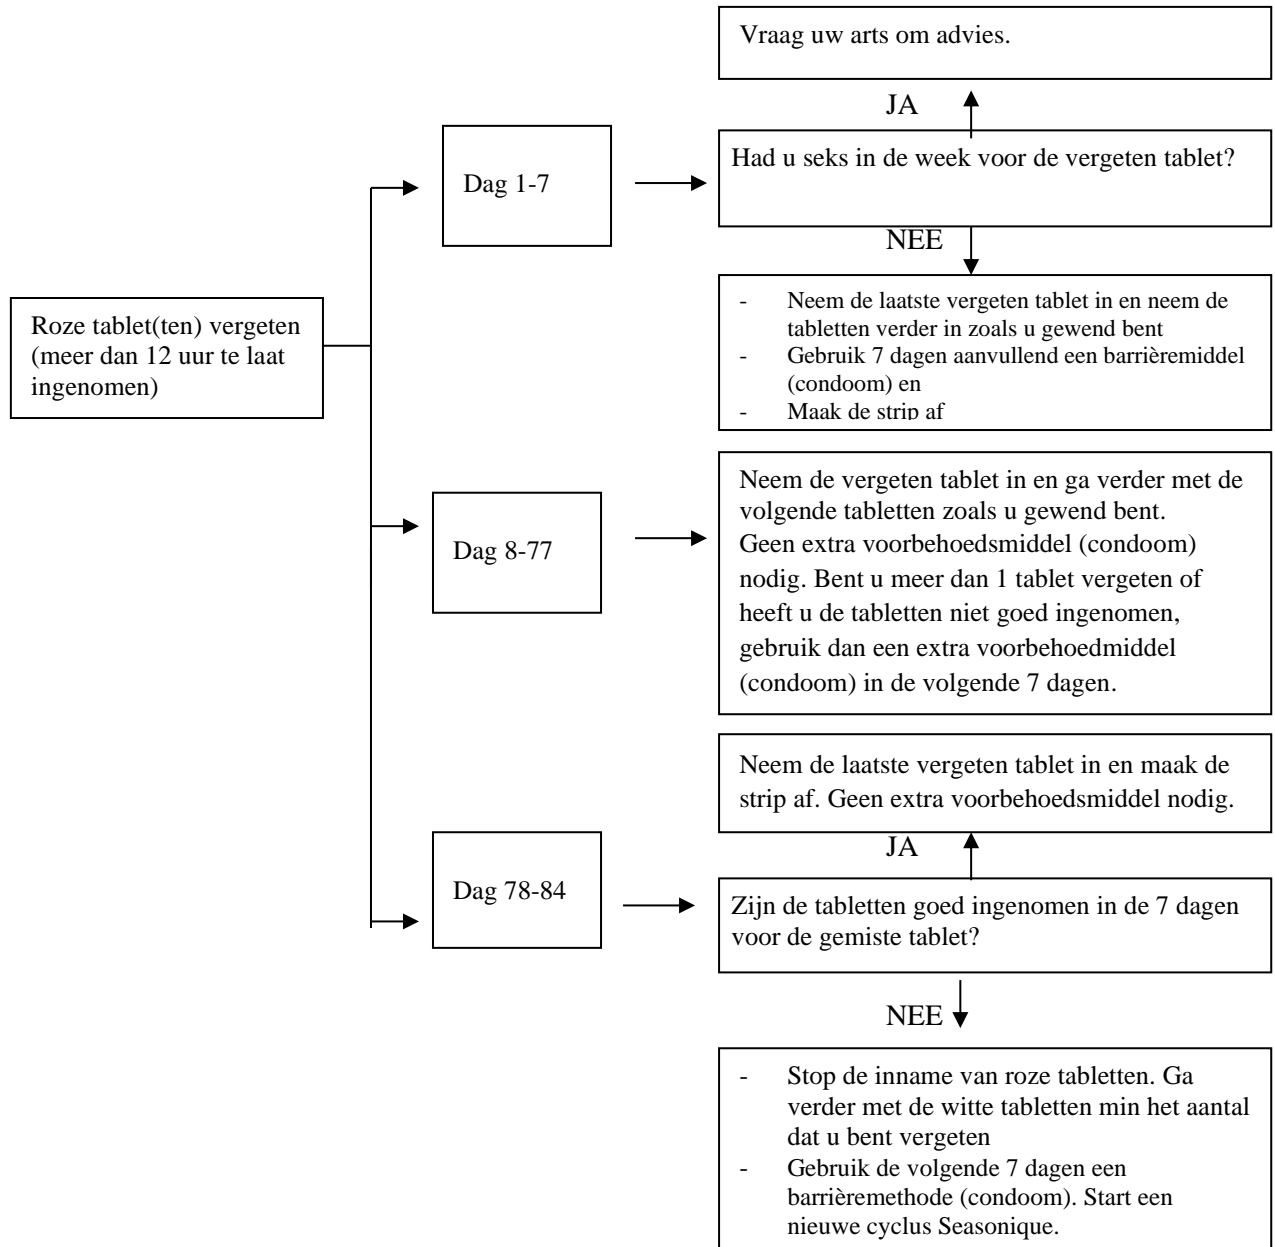 Vraag uw arts om advies.
JA
Dag 1-7
Had u seks in de week voor de vergeten tablet?
NEE
Roze tablet(ten) vergeten
(meer dan 12 uur te laat
ingenomen)
- Neem de laatste vergeten tablet in en neem de
tabletten verder in zoals u gewend bent
- Gebruik 7 dagen aanvullend een barrièremiddel
(condoom) en
- Maak de strip af
Dag 8-77
Neem de vergeten tablet in en ga verder met de
volgende tabletten zoals u gewend bent.
Geen extra voorbehoedsmiddel (condoom)
nodig. Bent u meer dan 1 tablet vergeten of
heeft u de tabletten niet goed ingenomen,
gebruik dan een extra voorbehoedmiddel
(condoom) in de volgende 7 dagen.
Neem de laatste vergeten tablet in en maak de
strip af. Geen extra voorbehoedsmiddel nodig.
JA
Dag 78-84
Zijn de tabletten goed ingenomen in de 7 dagen
voor de gemiste tablet?
NEE
- Stop de inname van roze tabletten. Ga
verder met de witte tabletten min het aantal
dat u bent vergeten
- Gebruik de volgende 7 dagen een
barrièremethode (condoom). Start een
nieuwe cyclus Seasonique.